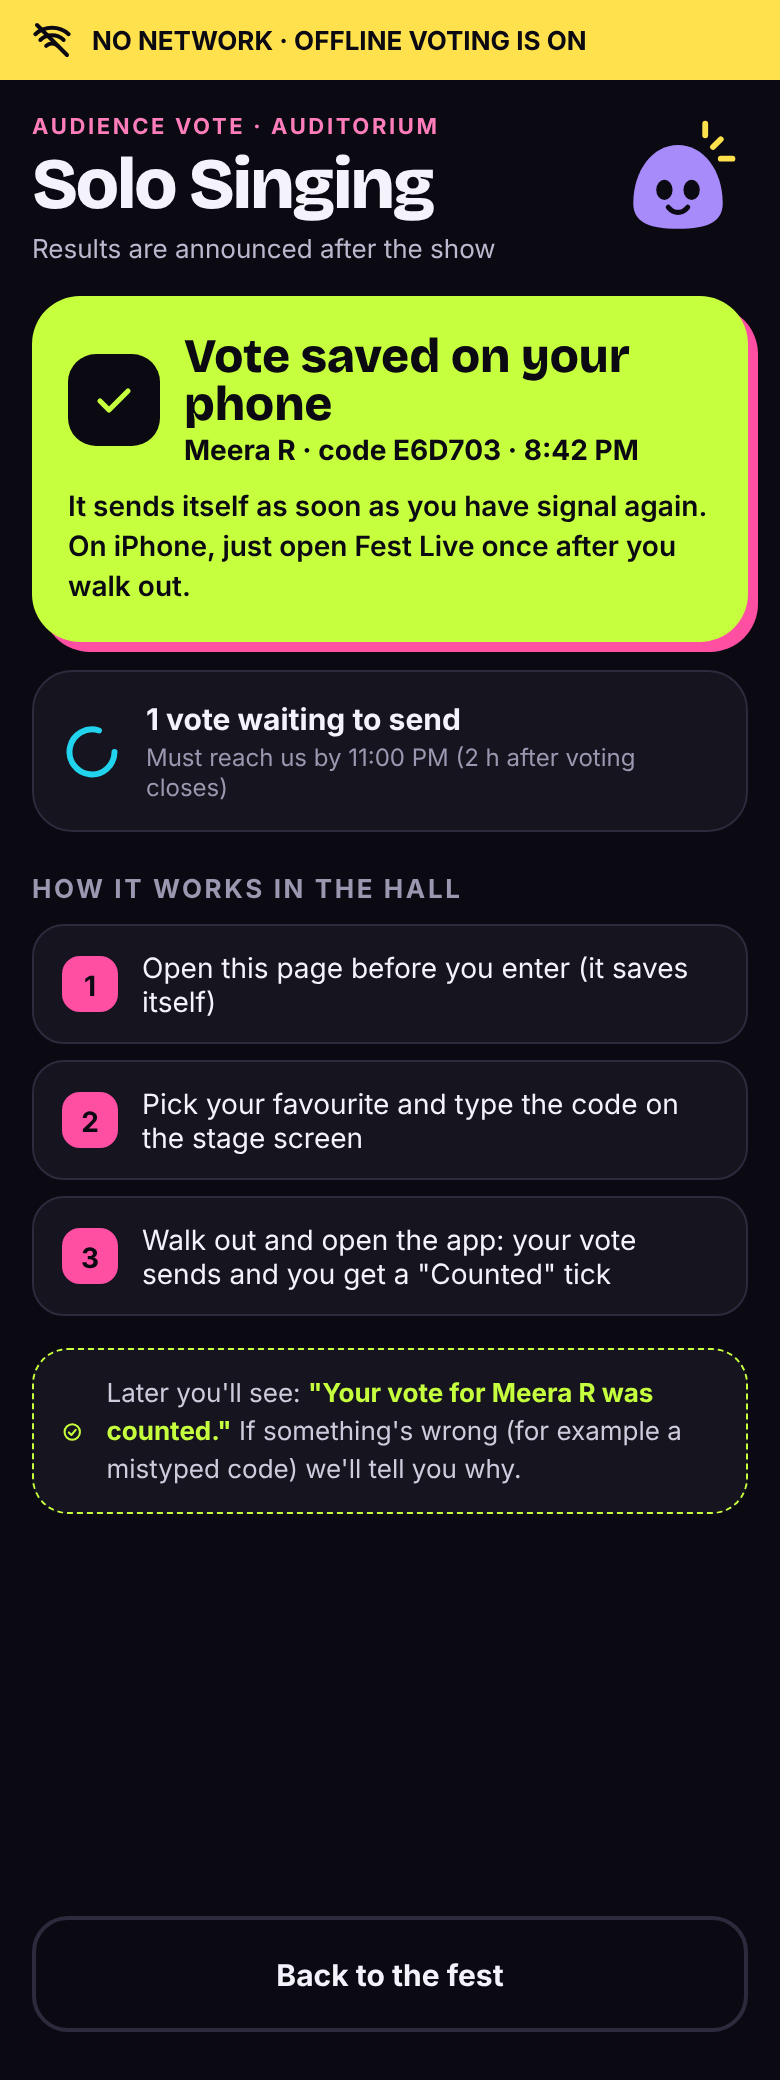 NO NETWORK · OFFLINE VOTING IS ON
AUDIENCE VOTE · AUDITORIUM
Solo Singing
Results are announced after the show
Vote saved on your
phone
Meera R · code E6D703 · 8:42 PM
It sends itself as soon as you have signal again.
On iPhone, just open Fest Live once after you
walk out.
1 vote waiting to send
Must reach us by 11:00 PM (2 h after voting
closes)
HOW IT WORKS IN THE HALL
1
Open this page before you enter (it saves
itself)
2
Pick your favourite and type the code on
the stage screen
3
Walk out and open the app: your vote
sends and you get a "Counted" tick
Later you'll see: "Your vote for Meera R was
counted." If something's wrong (for example a
mistyped code) we'll tell you why.
Back to the fest